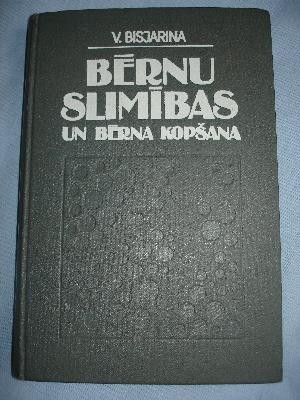 V. BISJARINA
BĒRNU
SLIMĪBAS
UN BĒRNA KOPŠANA